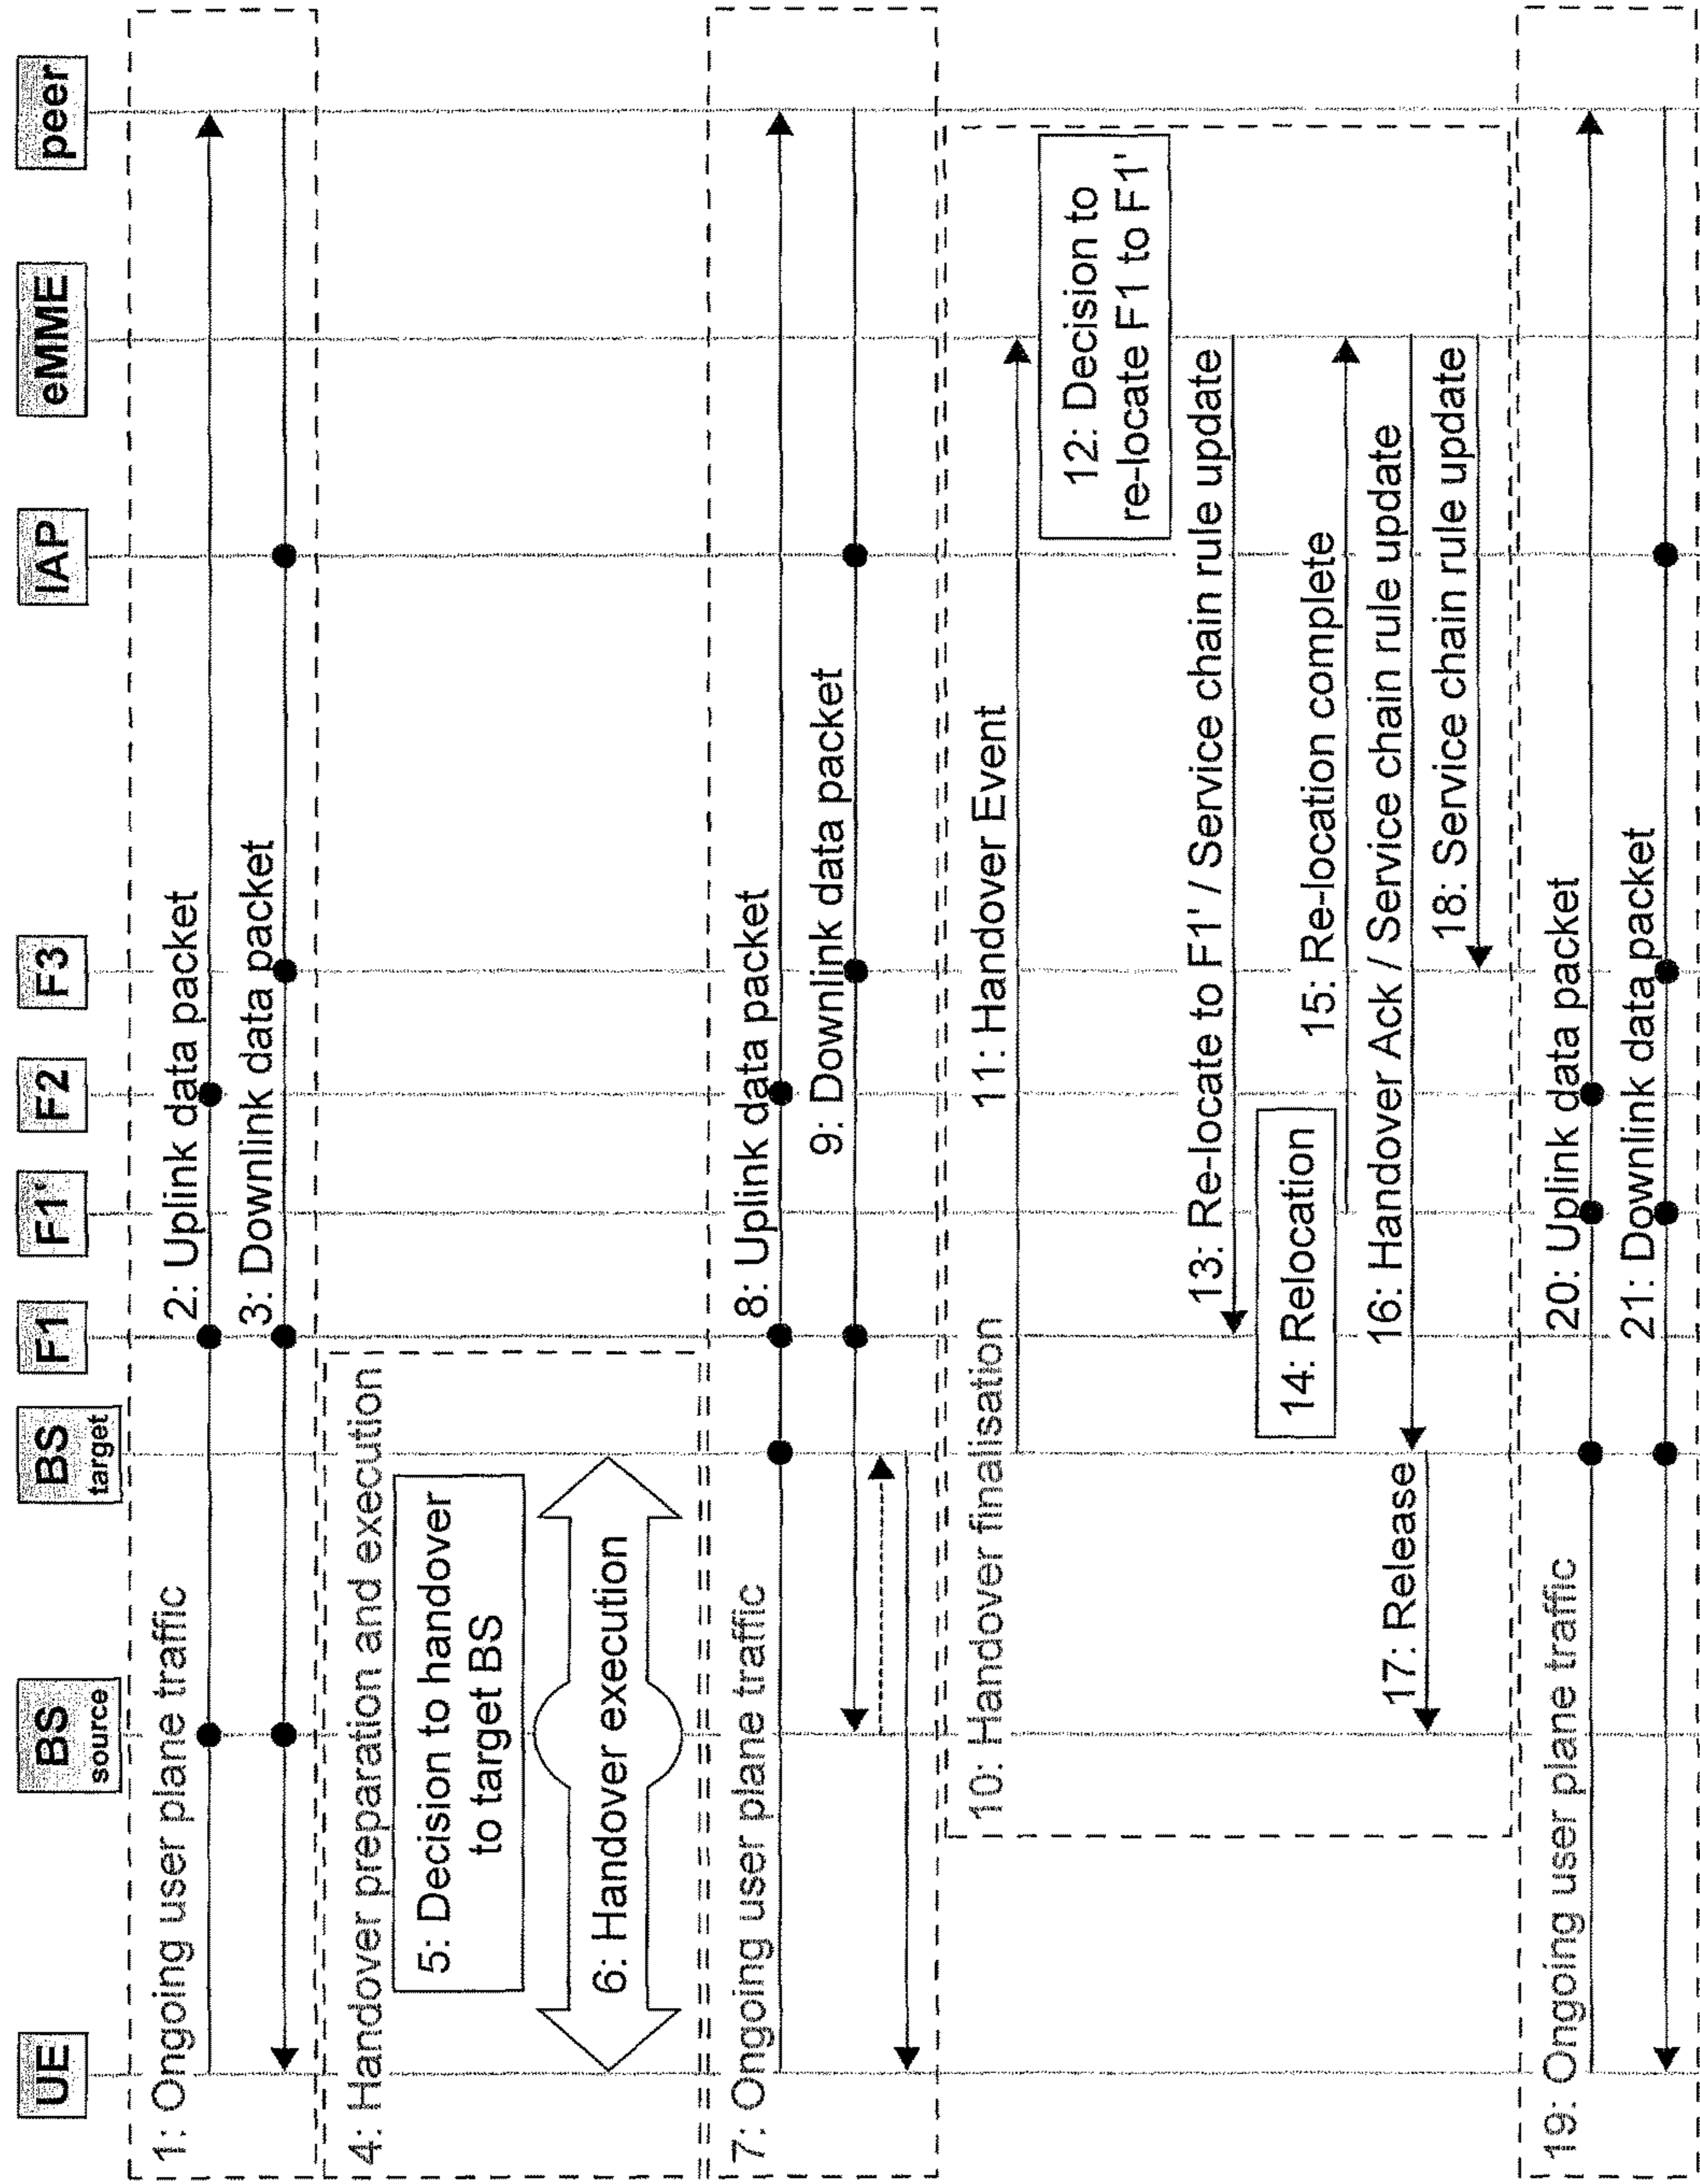 UE
BS
source
BS
target
F1
F1'
F2
F3
IAP
eMME
peer
1: Ongoing user plane traffic
2: Uplink data packet
3: Downlink data packet
4: Handover preparation and execution
5: Decision to handover
to target BS
6: Handover execution
7: Ongoing user plane traffic
8: Uplink data packet
9: Downlink data packet
10: Handover finalisation
11: Handover Event
12: Decision to
re-locate F1 to F1'
13: Re-locate to F1' / Service chain rule update
14: Relocation
15: Re-location complete
16: Handover Ack / Service chain rule update
17: Release
18: Service chain rule update
19: Ongoing user plane traffic
20: Uplink data packet
21: Downlink data packet